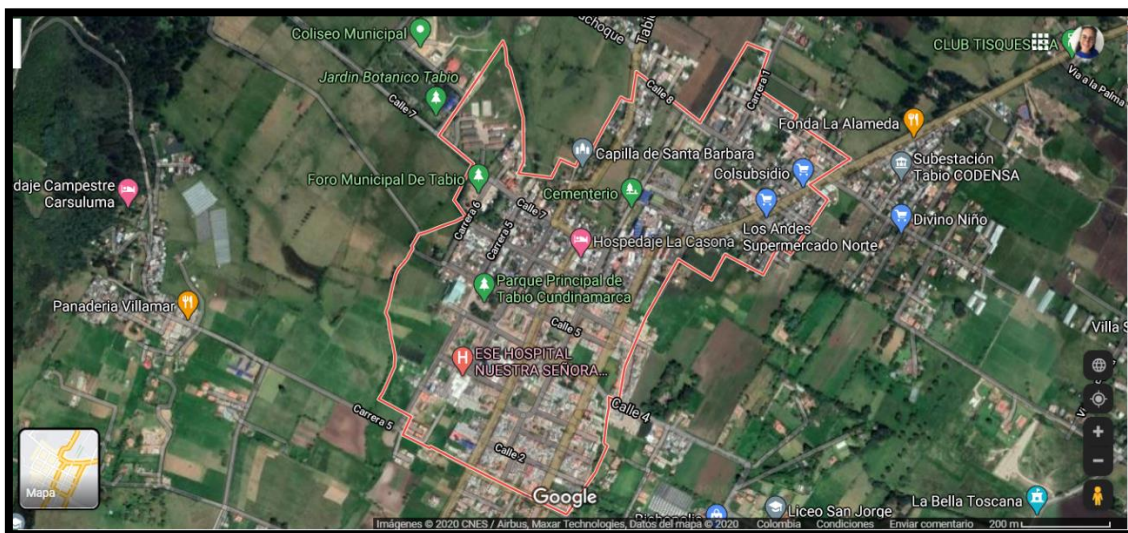 Coliseo Municipal
Jardín Botanico Tabio
Calle 7
Calle 8
Carrera 1
CLUB
Via a la Palma
Fonda La Alameda
Capilla de Santa Barbara
Colsubsidio
Subestación
Tabio CODENSA
daje Campestre
Carsuluma
Foro Municipal De Tabio
Cementerio
Carrera 6
Carrera 5
Calle 7
Los Andes
Supermercado Norte
Divino Niño
Hospedaje La Casona
Parque Principal de
Tabio Cundinamarca
Panaderia Villamar
Calle 5
Villa
ESE HOSPITAL
NUESTRA SEÑORA...
Calle 4
Carrera 5
Calle 2
Mapa
Google
La Bella Toscana
Liceo San Jorge
Imágenes © 2020 CNES / Airbus, Maxar Technologies, Datos del mapa © 2020
Colombia
Condiciones
Enviar comentario
200 m